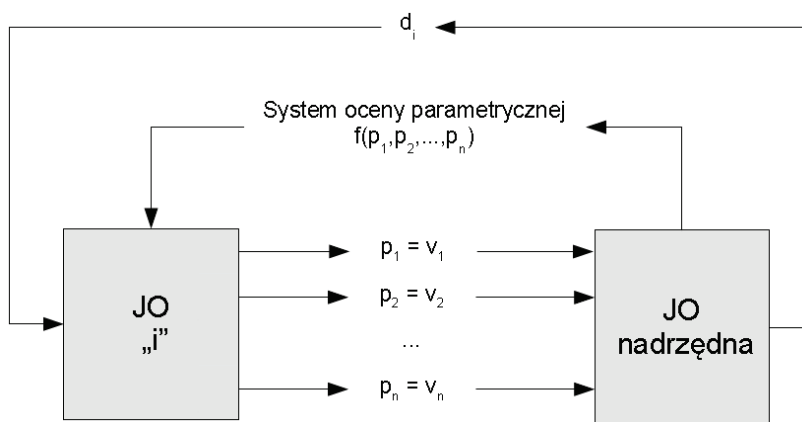 d_i
System oceny parametrycznej
f(p_1,p_2,...,p_n)
p_1 = v_1
p_2 = v_2
...
p_n = v_n
JO
„i”
JO
nadrzędna